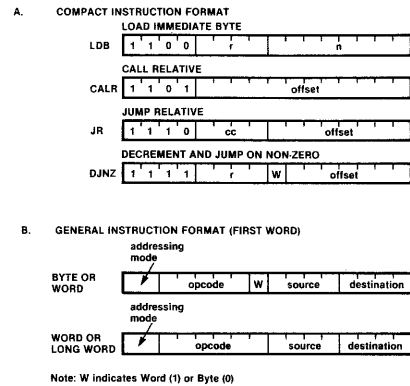 A. COMPACT INSTRUCTION FORMAT
LOAD IMMEDIATE BYTE
LDB 1 1 0 0 r n
CALL RELATIVE
CALR 1 1 0 1 offset
JUMP RELATIVE
JR 1 1 1 0 cc offset
DECREMENT AND JUMP ON NON-ZERO
DJNZ 1 1 1 1 r W offset
B. GENERAL INSTRUCTION FORMAT (FIRST WORD)
addressing
mode
BYTE OR
WORD
opcode W source destination
addressing
mode
WORD OR
LONG WORD
opcode source destination
Note: W indicates Word (1) or Byte (0)